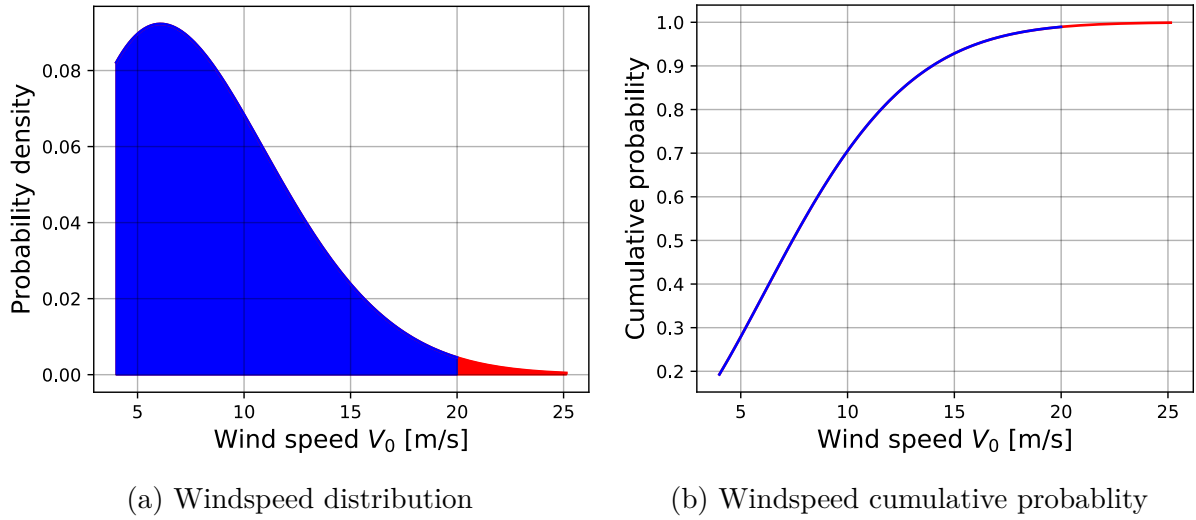 Probability density
0.08
0.06
0.04
0.02
0.00
5 10 15 20 25
Wind speed V₀ [m/s]
(a) Windspeed distribution
Cumulative probability
1.0
0.9
0.8
0.7
0.6
0.5
0.4
0.3
0.2
5 10 15 20 25
Wind speed V₀ [m/s]
(b) Windspeed cumulative probablity